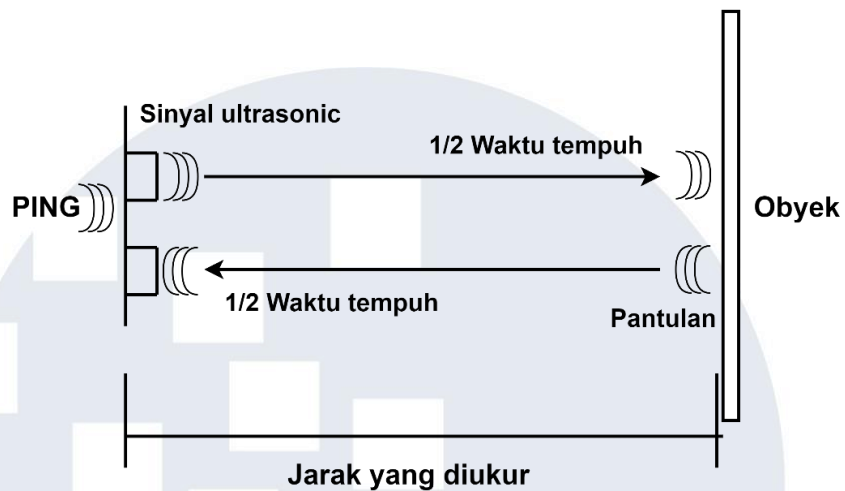 Sinyal ultrasonic
1/2 Waktu tempuh
PING
Obyek
1/2 Waktu tempuh
Pantulan
Jarak yang diukur